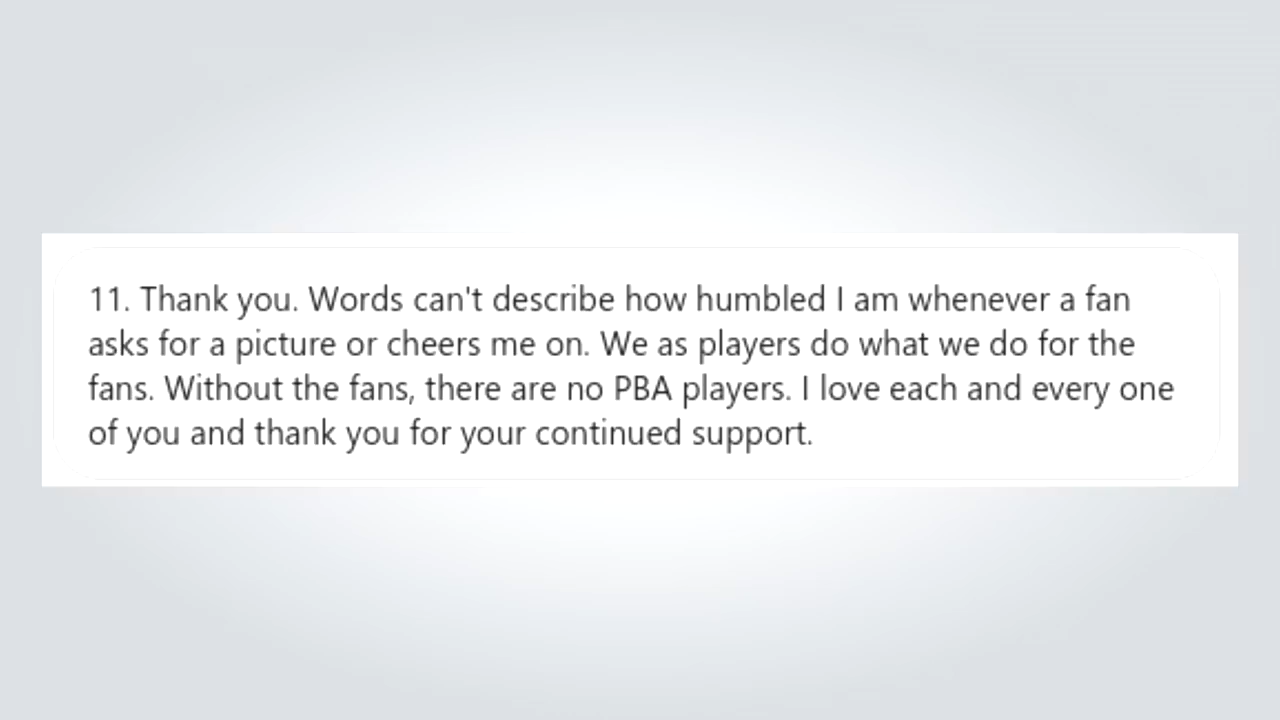 11. Thank you. Words can't describe how humbled I am whenever a fan
asks for a picture or cheers me on. We as players do what we do for the
fans. Without the fans, there are no PBA players. I love each and every one
of you and thank you for your continued support.